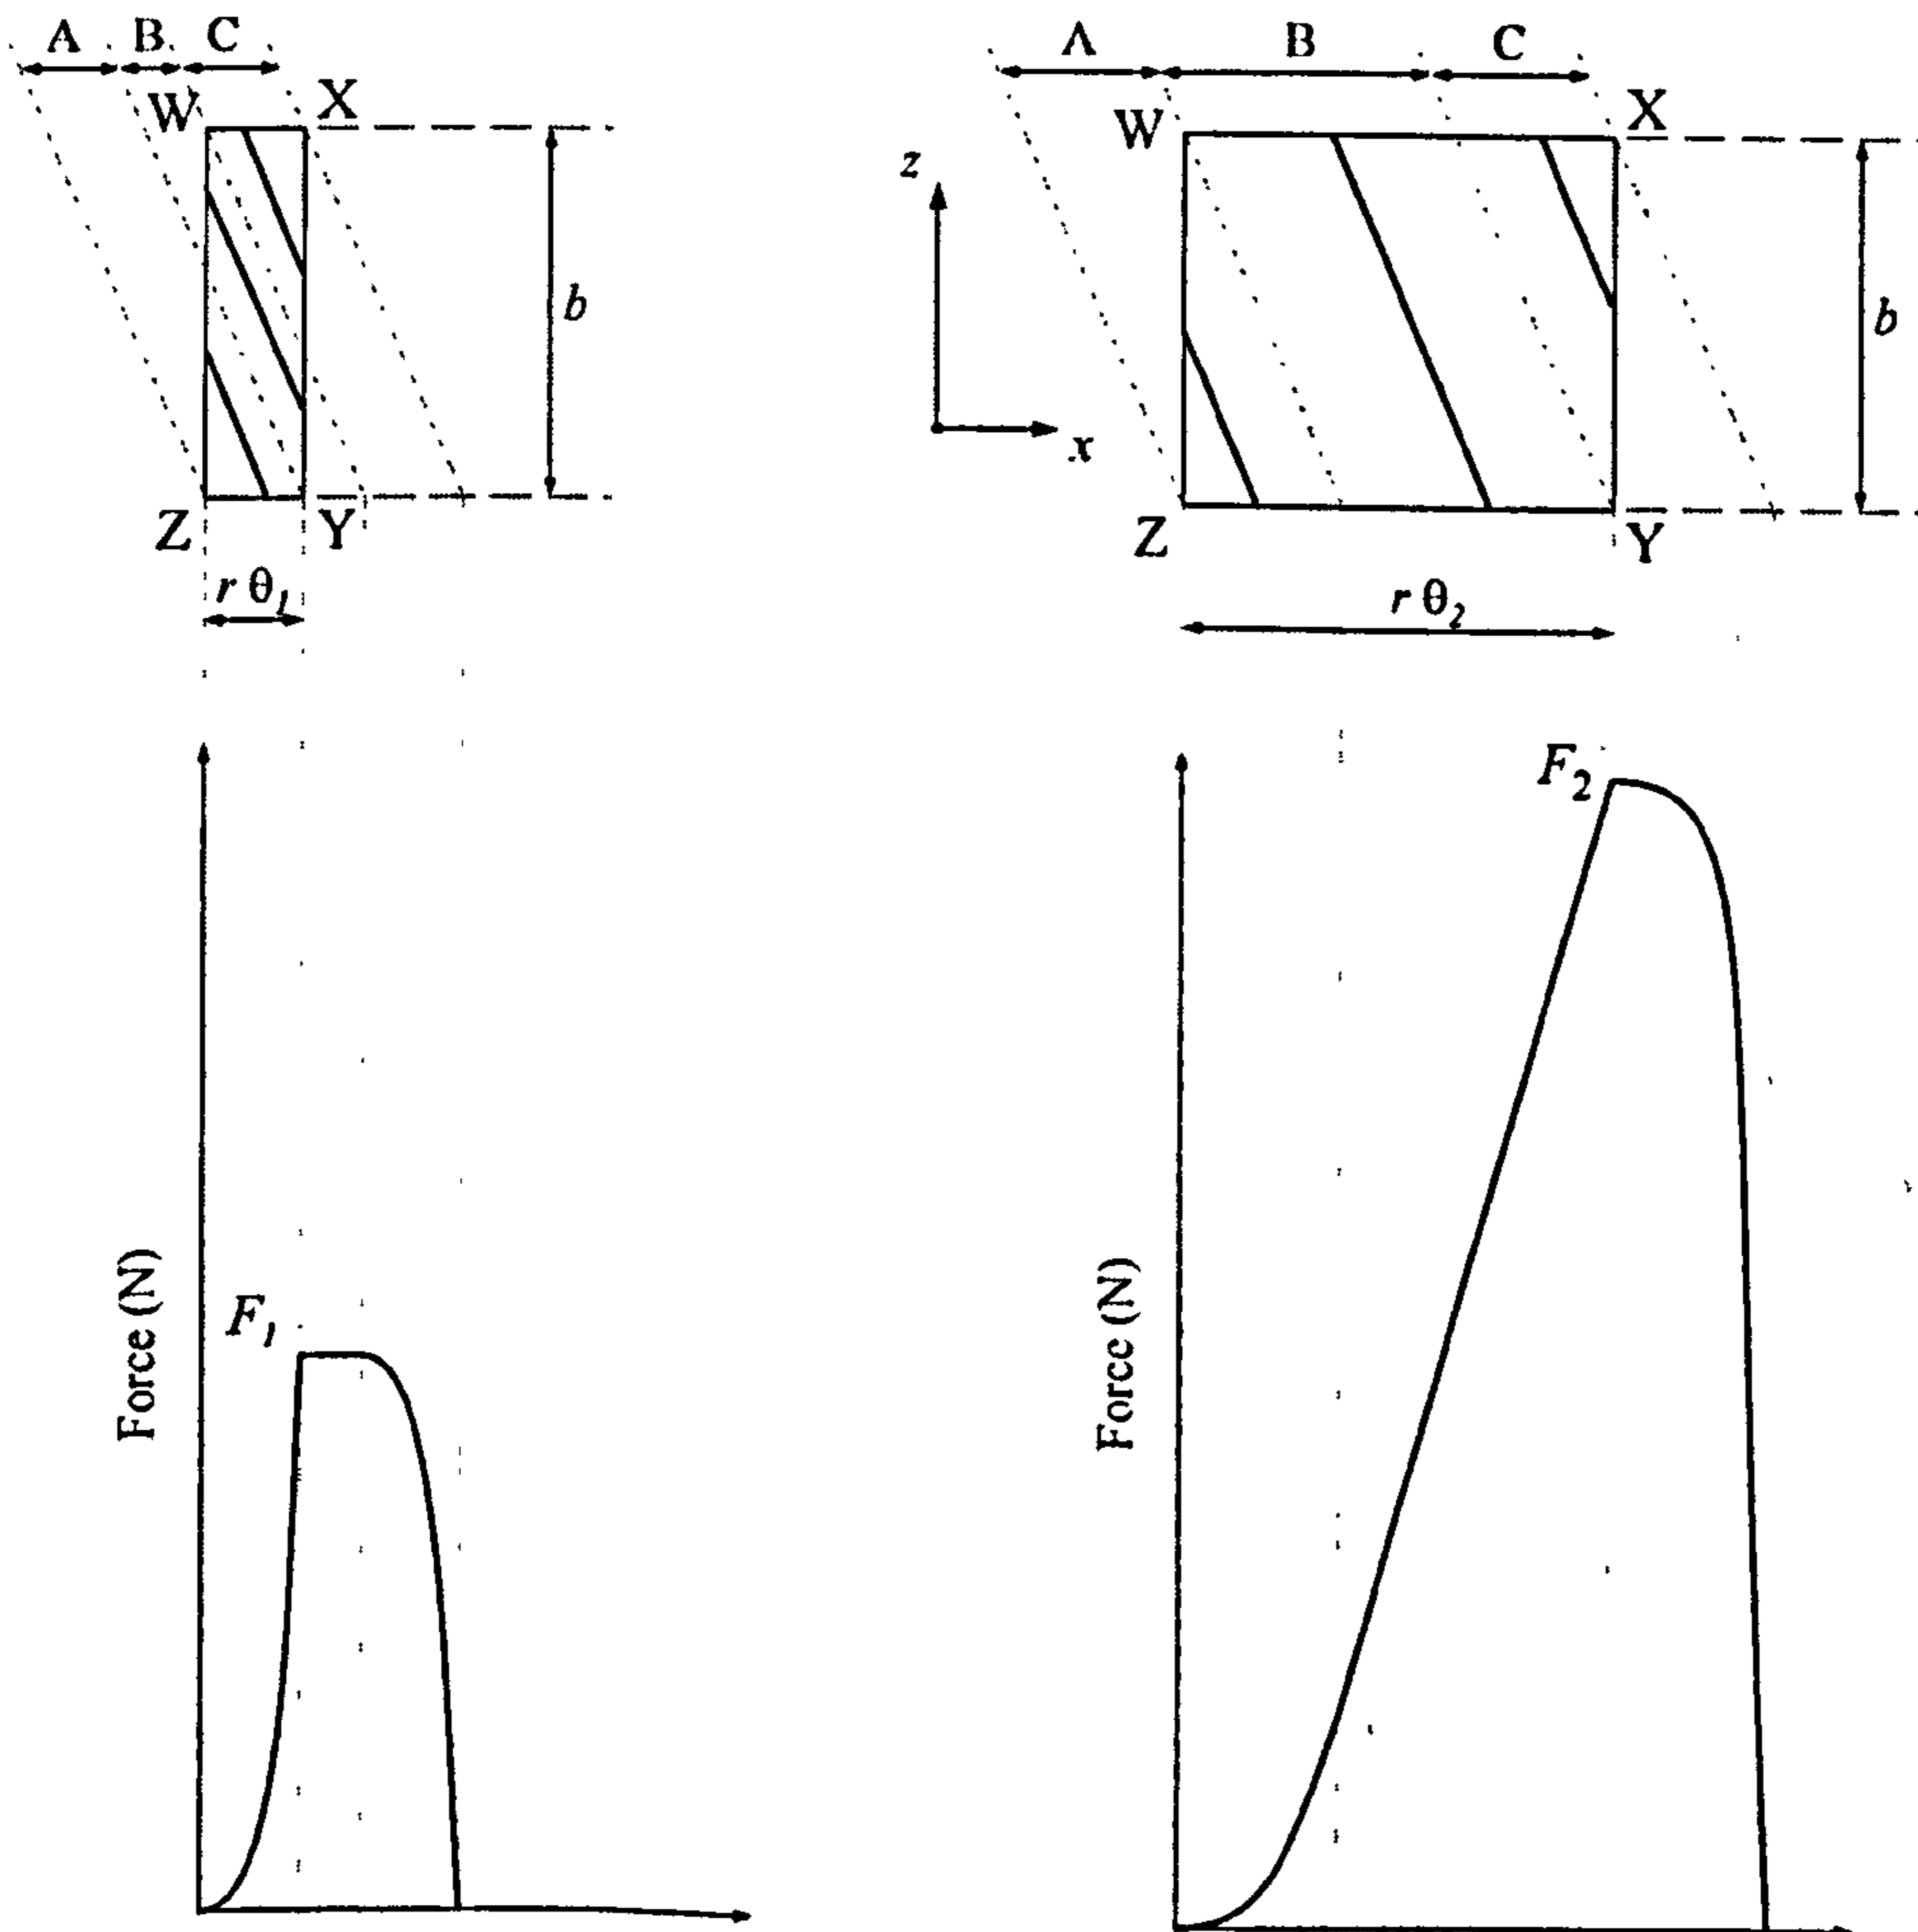 A B C
W X
b
Z Y
r θ1
Force (N)
F1
A B C
W X
z
x
b
Z Y
r θ2
Force (N)
F2